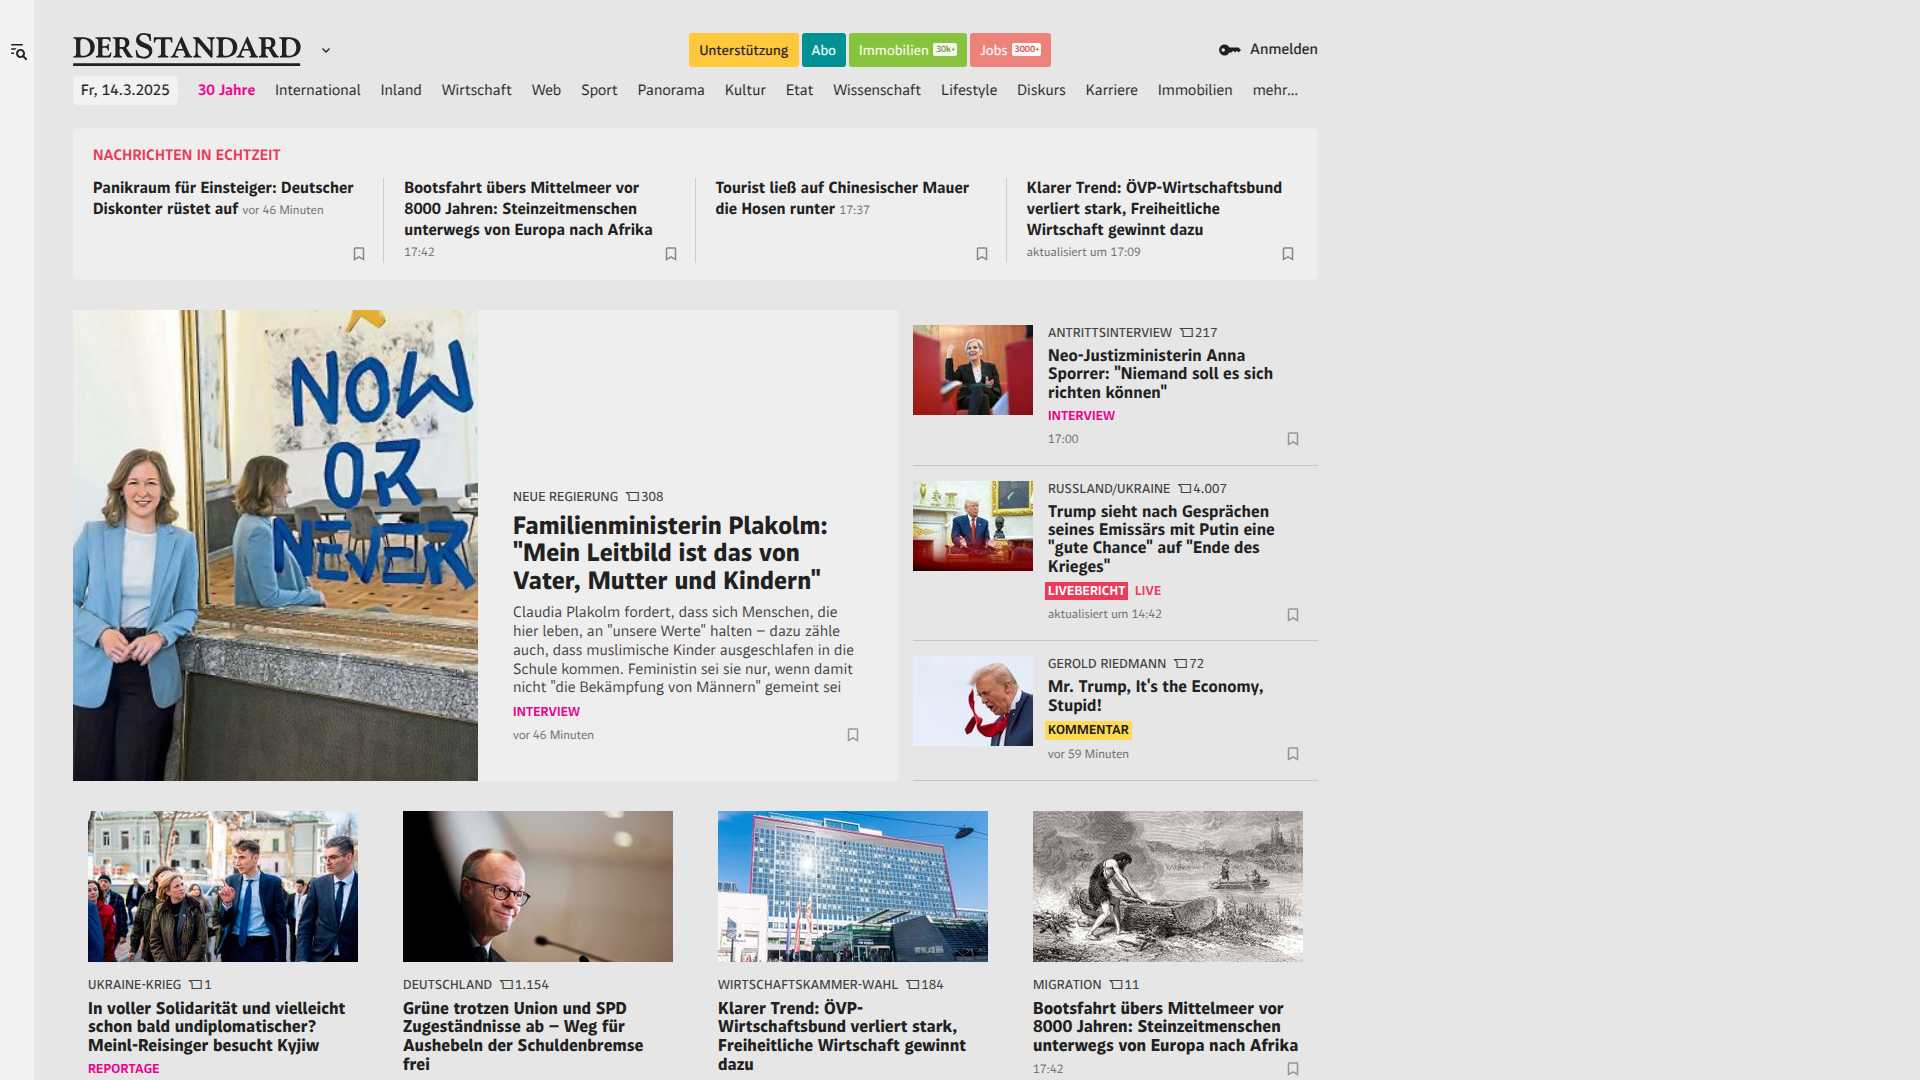 DERSTANDARD
Unterstützung
Abo
Immobilien 30k+
Jobs 3000+
Anmelden
Fr, 14.3.2025
30 Jahre
International
Inland
Wirtschaft
Web
Sport
Panorama
Kultur
Etat
Wissenschaft
Lifestyle
Diskurs
Karriere
Immobilien
mehr...
NACHRICHTEN IN ECHTZEIT
Panikraum für Einsteiger: Deutscher
Diskonter rüstet auf vor 46 Minuten
Bootsfahrt übers Mittelmeer vor
8000 Jahren: Steinzeitmenschen
unterwegs von Europa nach Afrika
17:42
Tourist ließ auf Chinesischer Mauer
die Hosen runter 17:37
Klarer Trend: ÖVP-Wirtschaftsbund
verliert stark, Freiheitliche
Wirtschaft gewinnt dazu
aktualisiert um 17:09
NOW
OR
NEVER
NEUE REGIERUNG 308
Familienministerin Plakolm:
"Mein Leitbild ist das von
Vater, Mutter und Kindern"
Claudia Plakolm fordert, dass sich Menschen, die
hier leben, an "unsere Werte" halten – dazu zähle
auch, dass muslimische Kinder ausgeschlafen in die
Schule kommen. Feministin sei sie nur, wenn damit
nicht "die Bekämpfung von Männern" gemeint sei
INTERVIEW
vor 46 Minuten
ANTRITTSINTERVIEW 217
Neo-Justizministerin Anna
Sporrer: "Niemand soll es sich
richten können"
INTERVIEW
17:00
RUSSLAND/UKRAINE 4.007
Trump sieht nach Gesprächen
seines Emissärs mit Putin eine
"gute Chance" auf "Ende des
Krieges"
LIVEBERICHT LIVE
aktualisiert um 14:42
GEROLD RIEDMANN 72
Mr. Trump, It's the Economy,
Stupid!
KOMMENTAR
vor 59 Minuten
UKRAINE-KRIEG 1
In voller Solidarität und vielleicht
schon bald undiplomatischer?
Meinl-Reisinger besucht Kyjiw
REPORTAGE
DEUTSCHLAND 1.154
Grüne trotzen Union und SPD
Zugeständnisse ab – Weg für
Aushebeln der Schuldenbremse
frei
WIRTSCHAFTSKAMMER-WAHL 184
Klarer Trend: ÖVP-
Wirtschaftsbund verliert stark,
Freiheitliche Wirtschaft gewinnt
dazu
MIGRATION 11
Bootsfahrt übers Mittelmeer vor
8000 Jahren: Steinzeitmenschen
unterwegs von Europa nach Afrika
17:42